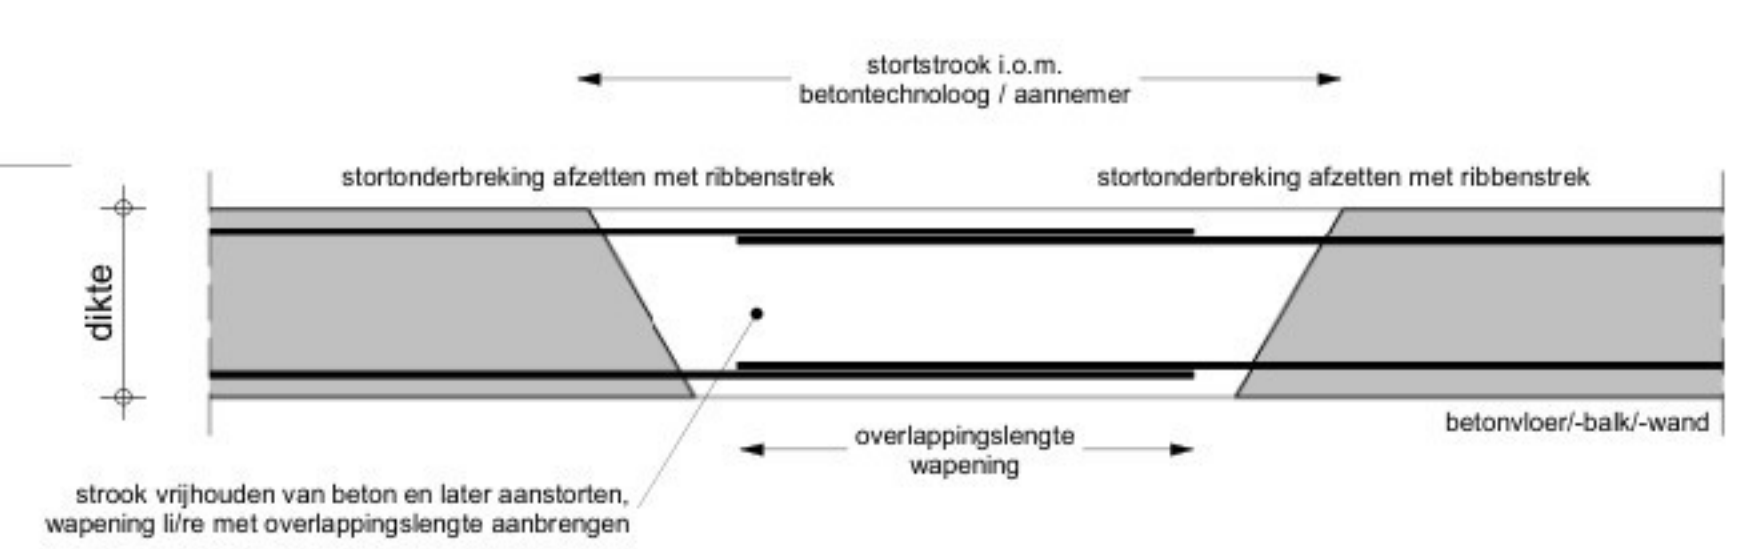 stortstrook i.o.m.
betontechnoloog / aannemer
stortonderbreking afzetten met ribbenstrek
stortonderbreking afzetten met ribbenstrek
dikte
betonvloer/-balk/-wand
overlappingslengte
wapening
strook vrijhouden van beton en later aanstorten,
wapening li/re met overlappingslengte aanbrengen